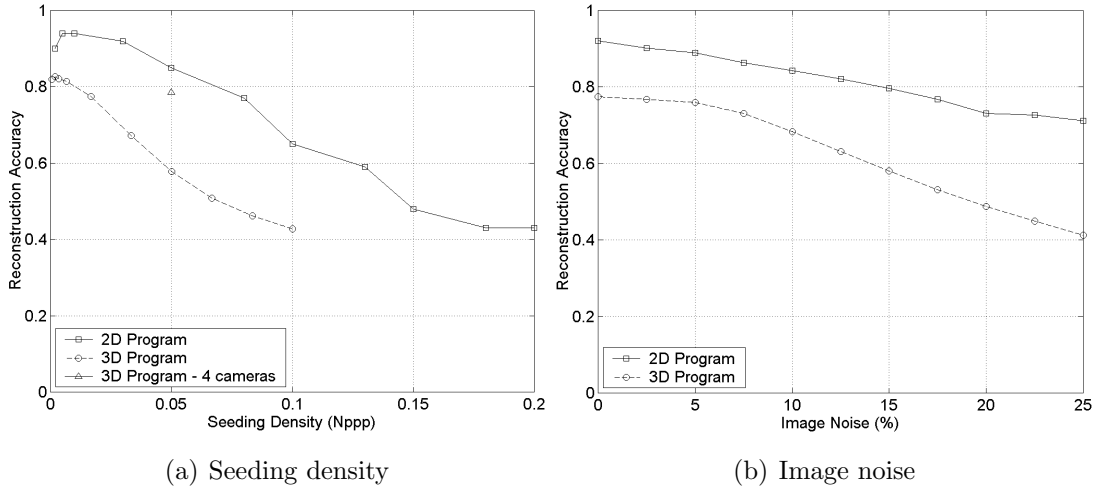 1
0.8
0.6
0.4
0.2
0
Reconstruction Accuracy
2D Program
3D Program
3D Program - 4 cameras
0 0.05 0.1 0.15 0.2
Seeding Density (Nppp)
(a) Seeding density
1
0.8
0.6
0.4
0.2
0
Reconstruction Accuracy
2D Program
3D Program
0 5 10 15 20 25
Image Noise (%)
(b) Image noise